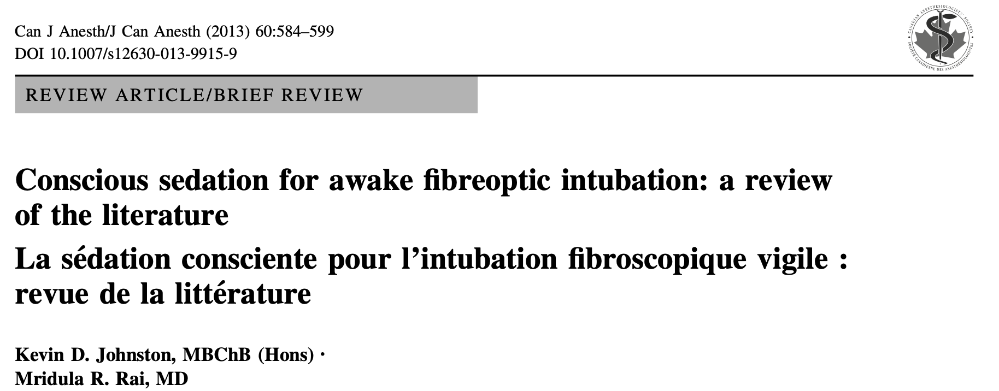 Can J Anesth/J Can Anesth (2013) 60:584–599
DOI 10.1007/s12630-013-9915-9
CANADIAN ANESTHESIOLOGISTS' SOCIETY
SOCIÉTÉ CANADIENNE DES ANESTHÉSIOLOGISTES
REVIEW ARTICLE/BRIEF REVIEW
Conscious sedation for awake fibreoptic intubation: a review
of the literature
La sédation consciente pour l’intubation fibroscopique vigile :
revue de la littérature
Kevin D. Johnston, MBChB (Hons) ·
Mridula R. Rai, MD